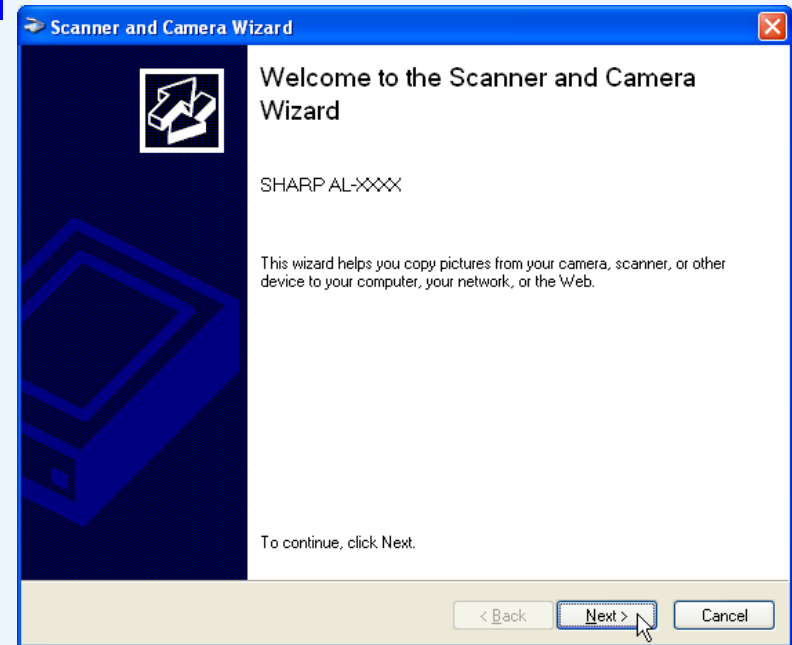 Scanner and Camera Wizard
Welcome to the Scanner and Camera
Wizard
SHARP AL-XXXX
This wizard helps you copy pictures from your camera, scanner, or other
device to your computer, your network, or the Web.
To continue, click Next.
< Back
Next >
Cancel